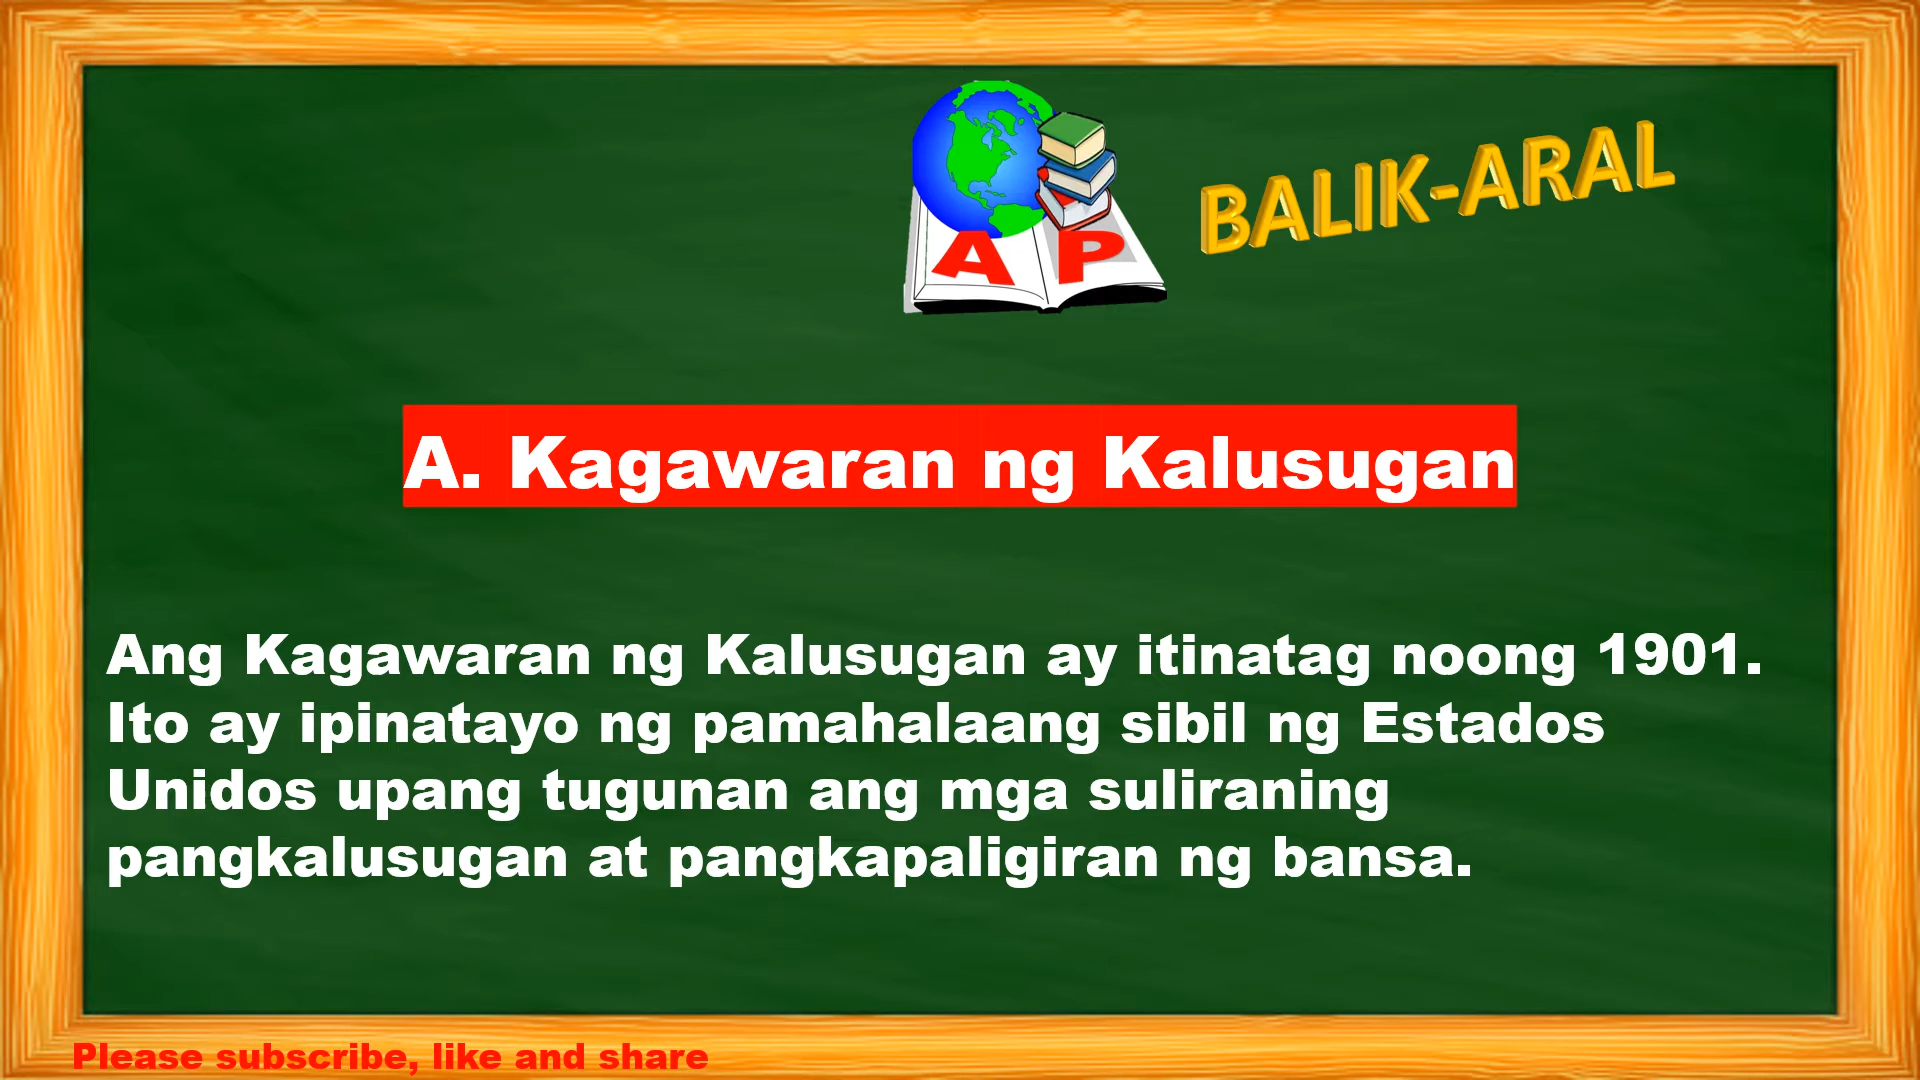 BALIK-ARAL
A P
A. Kagawaran ng Kalusugan
Ang Kagawaran ng Kalusugan ay itinatag noong 1901.
Ito ay ipinatayo ng pamahalaang sibil ng Estados
Unidos upang tugunan ang mga suliraning
pangkalusugan at pangkapaligiran ng bansa.
Please subscribe, like and share